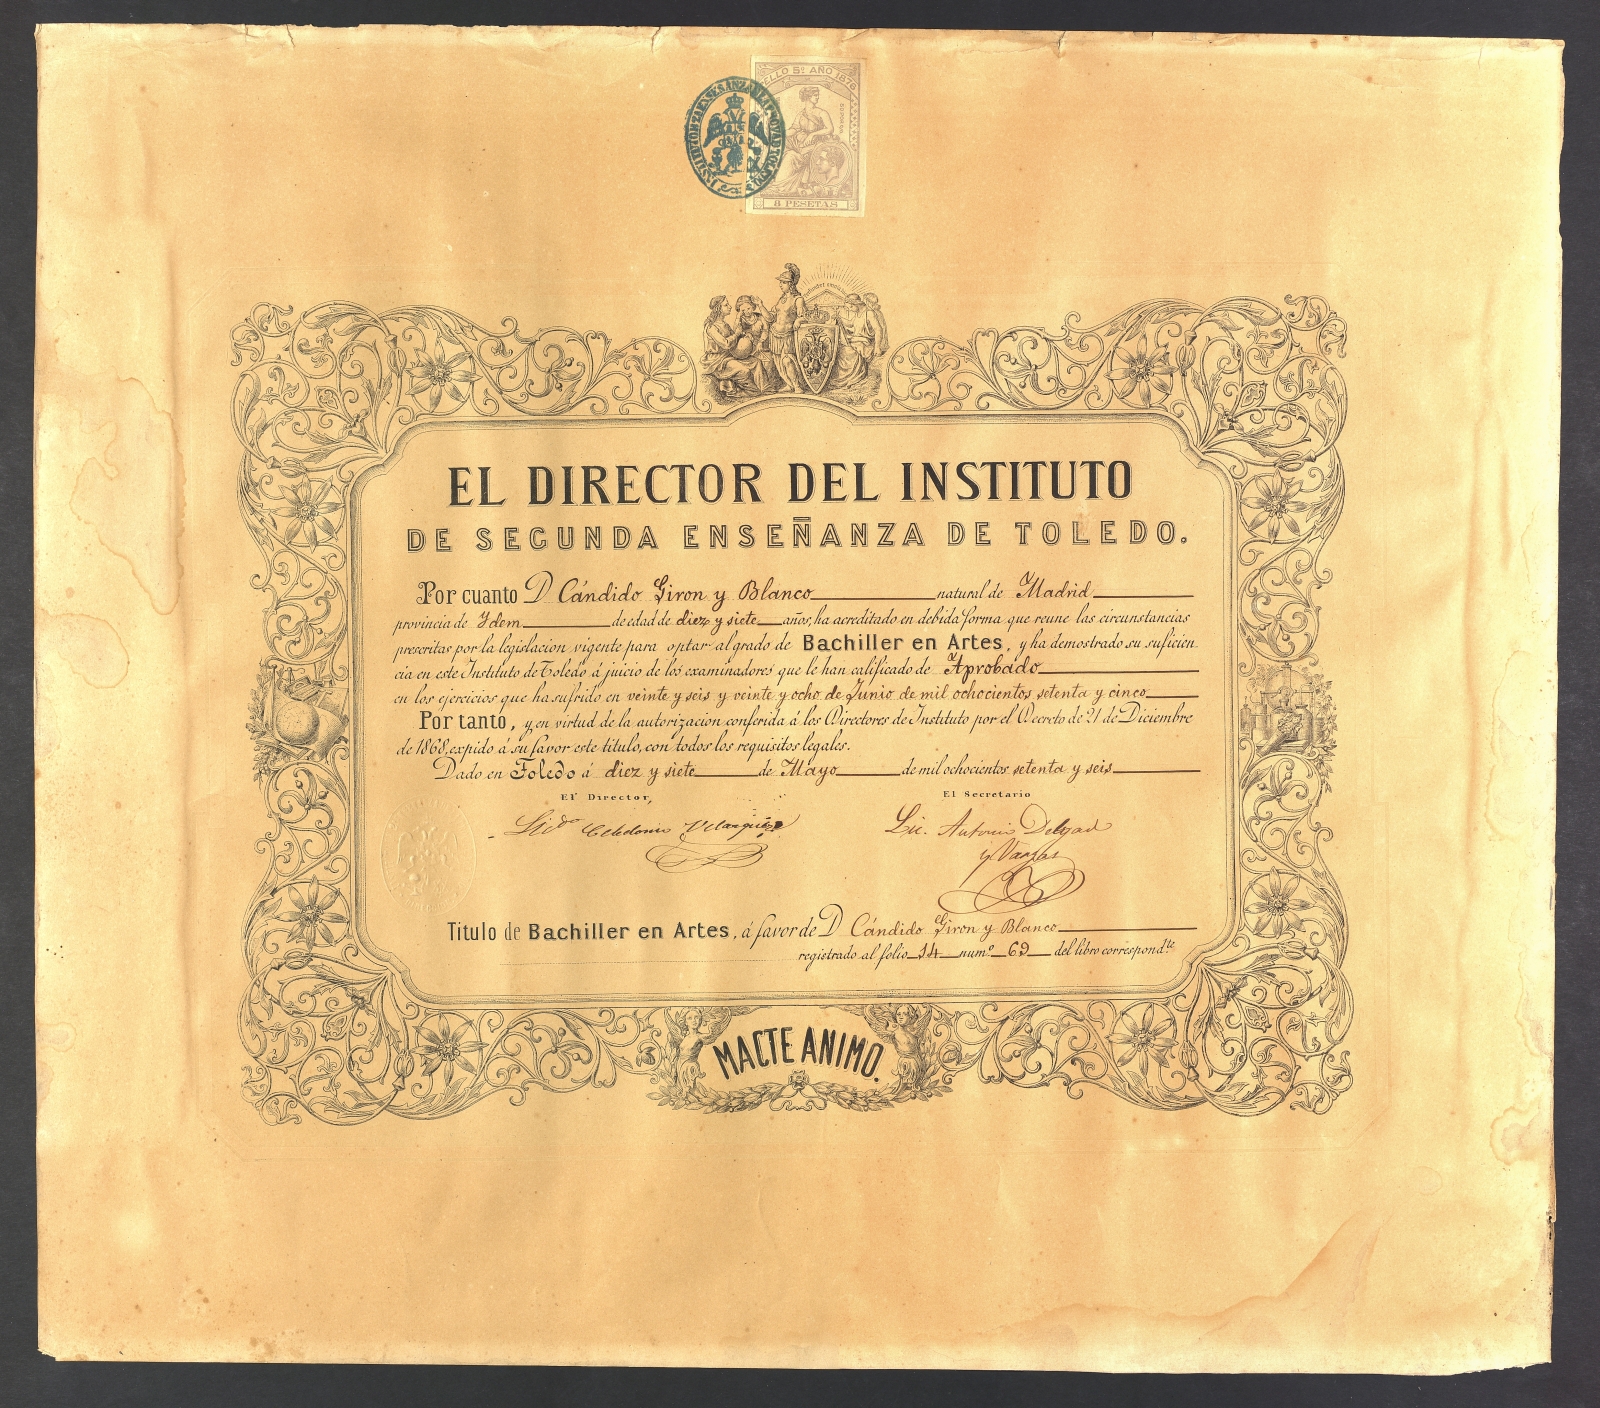 SELLO 5º AÑO 1876
8 PESETAS
EL DIRECTOR DEL INSTITUTO
DE SEGUNDA ENSEÑANZA DE TOLEDO.
Por cuanto D Cándido Giron y Blanco natural de Madrid
provincia de Ydem de edad de diez y siete años, ha acreditado en debida forma que reune las circunstancias
prescritas por la legislacion vigente para optar al grado de Bachiller en Artes, y ha demostrado su suficien
cia en este Instituto de Toledo á juicio de los examinadores que le han calificado de Aprobado
en los ejercicios que ha sufrido en veinte y seis y veinte y ocho de Junio de mil ochocientos setenta y cinco
Por tanto, y en virtud de la autorizacion conferida á los Directores de Instituto por el Decreto de 21 de Diciembre
de 1868, expido á su favor este titulo, con todos los requisitos legales.
Dado en Toledo á diez y siete de Mayo de mil ochocientos setenta y seis
El Director, El Secretario
Licdo Celedonio Velazquez Lic. Antonio Delgado
y Vargas
Titulo de Bachiller en Artes, á favor de D Cándido Giron y Blanco
registrado al folio 14 numº 69 del libro correspondte
MACTE ANIMO.